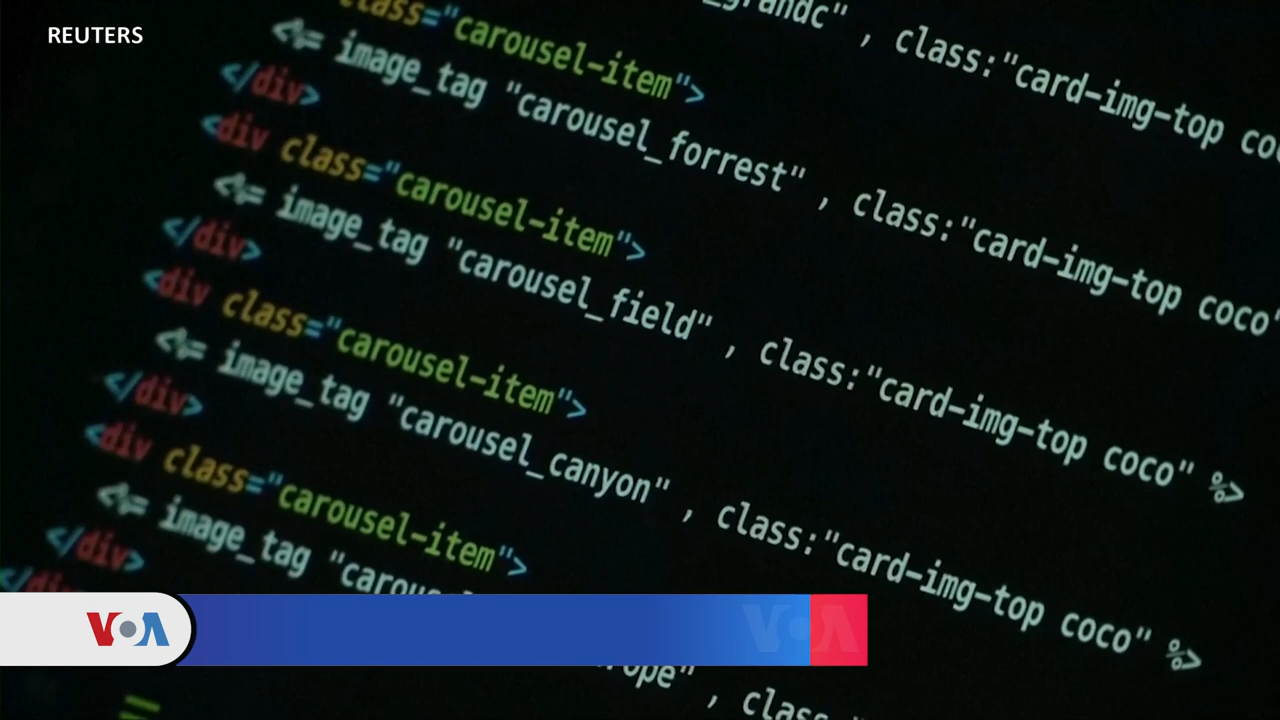 REUTERS
class="carousel-item">
<%= image_tag "carousel_forrest" , class:"card-img-top coco
</div>
<div class="carousel-item">
<%= image_tag "carousel_field" , class:"card-img-top coco" %>
</div>
<div class="carousel-item">
<%= image_tag "carousel_canyon" , class:"card-img-top coco" %>
</div>
<div class="carousel-item">
<%= image_tag
</div>
VOA
VOA